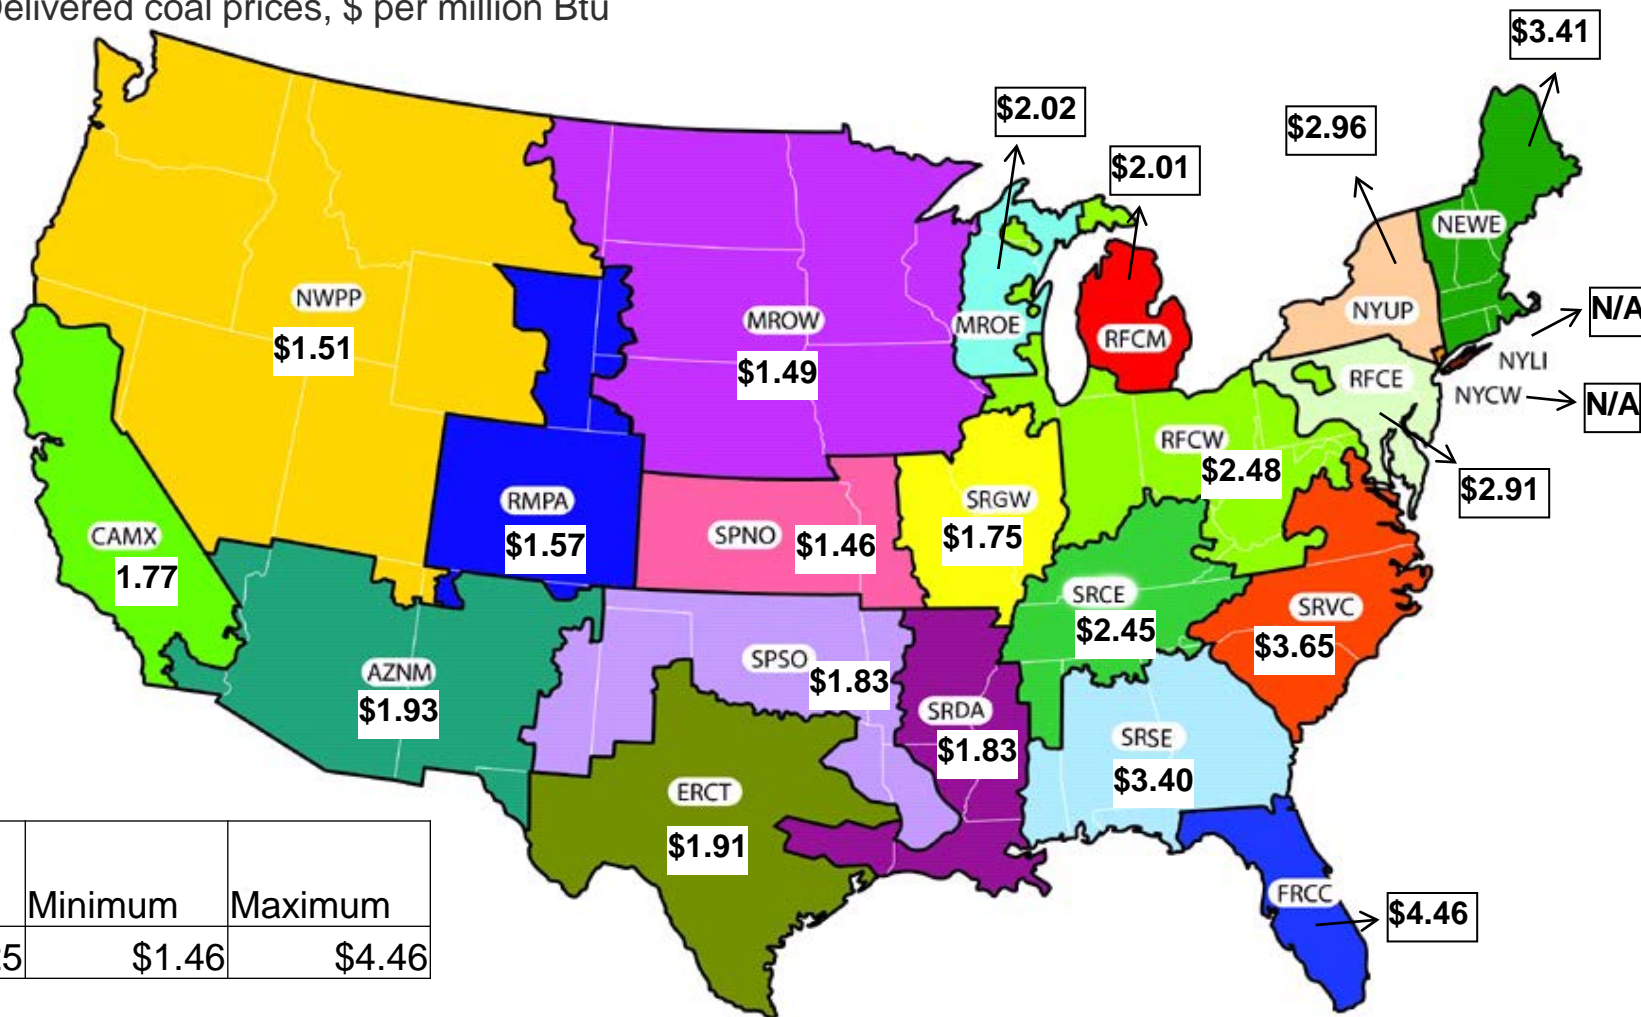 Delivered coal prices, $ per million Btu
$3.41
$2.02
$2.96
$2.01
NEWE
NWPP
$1.51
MROW
$1.49
MROE
RFCM
NYUP
N/A
NYLI
RFCE
NYCW
N/A
RFCW
$2.48
$2.91
RMPA
$1.57
SPNO
$1.46
SRGW
$1.75
CAMX
1.77
SRCE
$2.45
SRVC
$3.65
AZNM
$1.93
SPSO
$1.83
SRDA
$1.83
SRSE
$3.40
ERCT
$1.91
FRCC
$4.46
Minimum Maximum
5 $1.46 $4.46